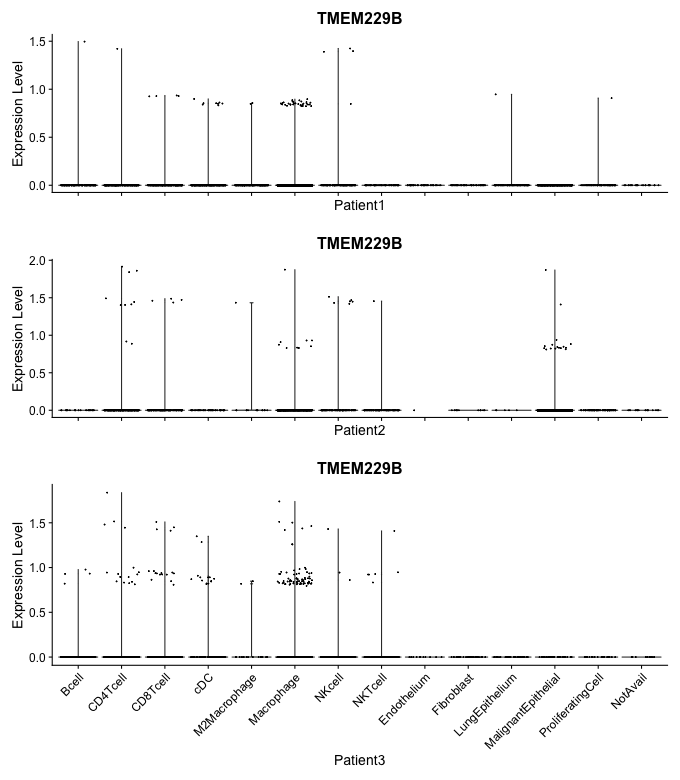 TMEM229B
1.5
1.0
0.5
0.0
Expression Level
Patient1
TMEM229B
2.0
1.5
1.0
0.5
0.0
Expression Level
Patient2
TMEM229B
1.5
1.0
0.5
0.0
Expression Level
Bcell
CD4Tcell
CD8Tcell
cDC
M2Macrophage
Macrophage
NKcell
NKTcell
Endothelium
Fibroblast
LungEpithelium
MalignantEpithelial
ProliferatingCell
NotAvail
Patient3